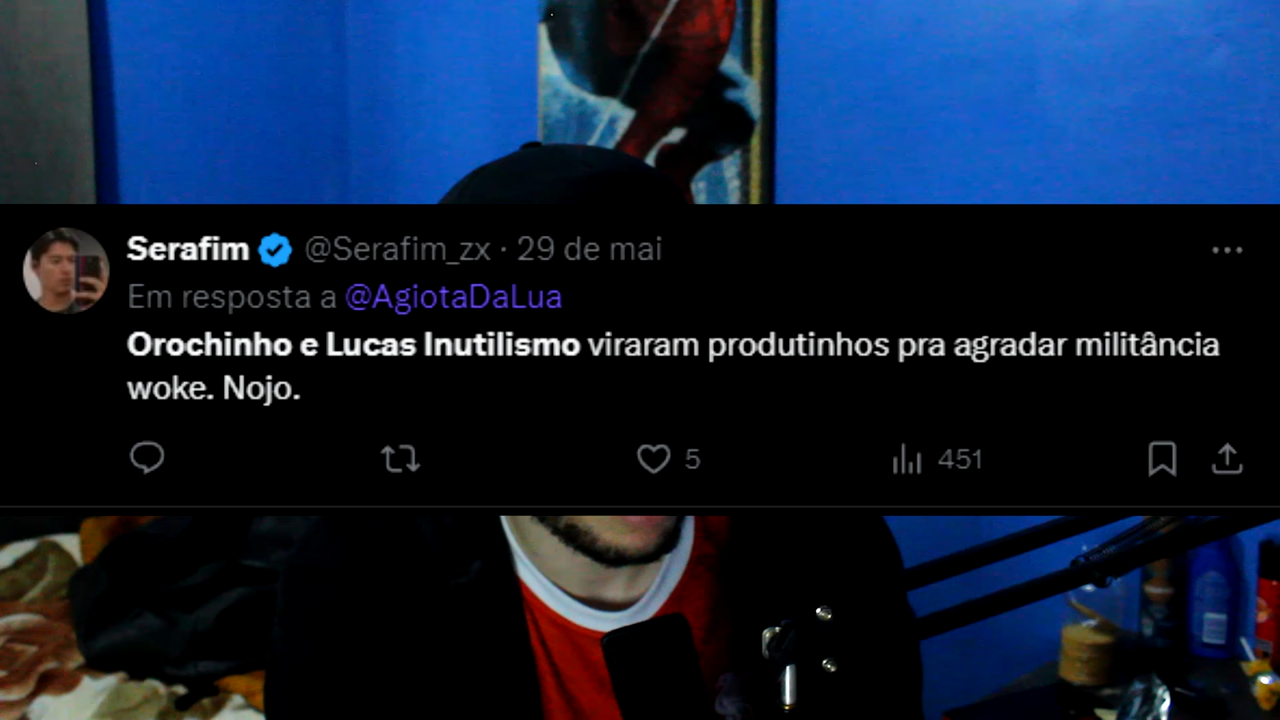 Serafim @Serafim_zx · 29 de mai
Em resposta a @AgiotaDaLua
Orochinho e Lucas Inutilismo viraram produtinhos pra agradar militância
woke. Nojo.
5 451